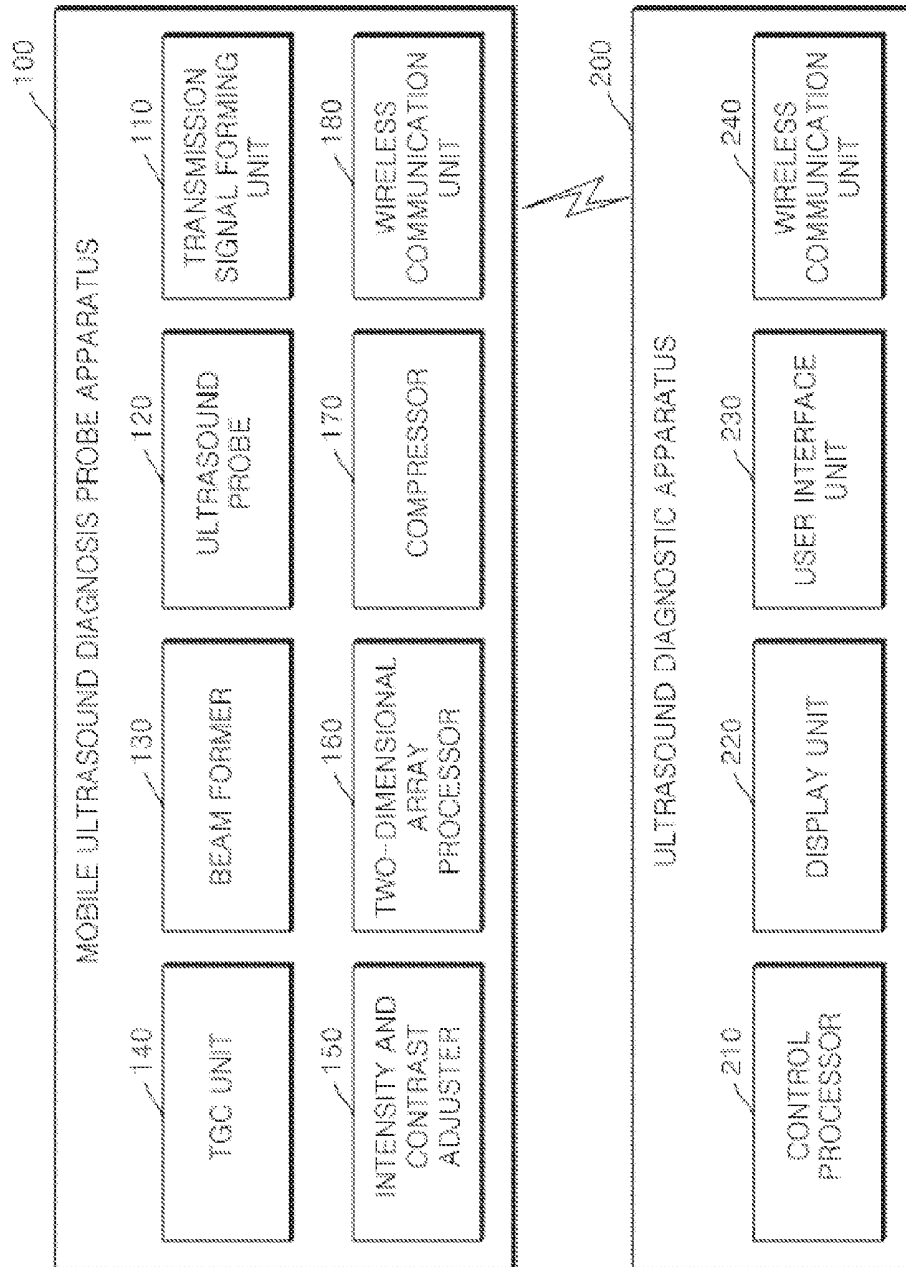 MOBILE ULTRASOUND DIAGNOSIS PROBE APPARATUS
100
140
TGC UNIT
130
BEAM FORMER
120
ULTRASOUND
PROBE
110
TRANSMISSION
SIGNAL FORMING
UNIT
150
INTENSITY AND
CONTRAST
ADJUSTER
160
TWO-DIMENSIONAL
ARRAY
PROCESSOR
170
COMPRESSOR
180
WIRELESS
COMMUNICATION
UNIT
ULTRASOUND DIAGNOSTIC APPARATUS
200
210
CONTROL
PROCESSOR
220
DISPLAY UNIT
230
USER INTERFACE
UNIT
240
WIRELESS
COMMUNICATION
UNIT